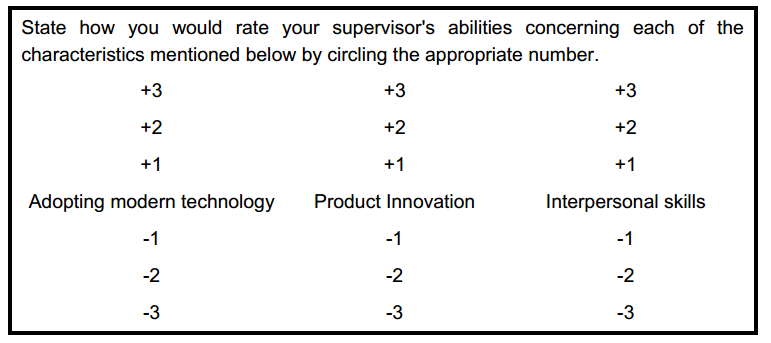 State how you would rate your supervisor's abilities concerning each of the
characteristics mentioned below by circling the appropriate number.
+3 +3 +3
+2 +2 +2
+1 +1 +1
Adopting modern technology Product Innovation Interpersonal skills
-1 -1 -1
-2 -2 -2
-3 -3 -3